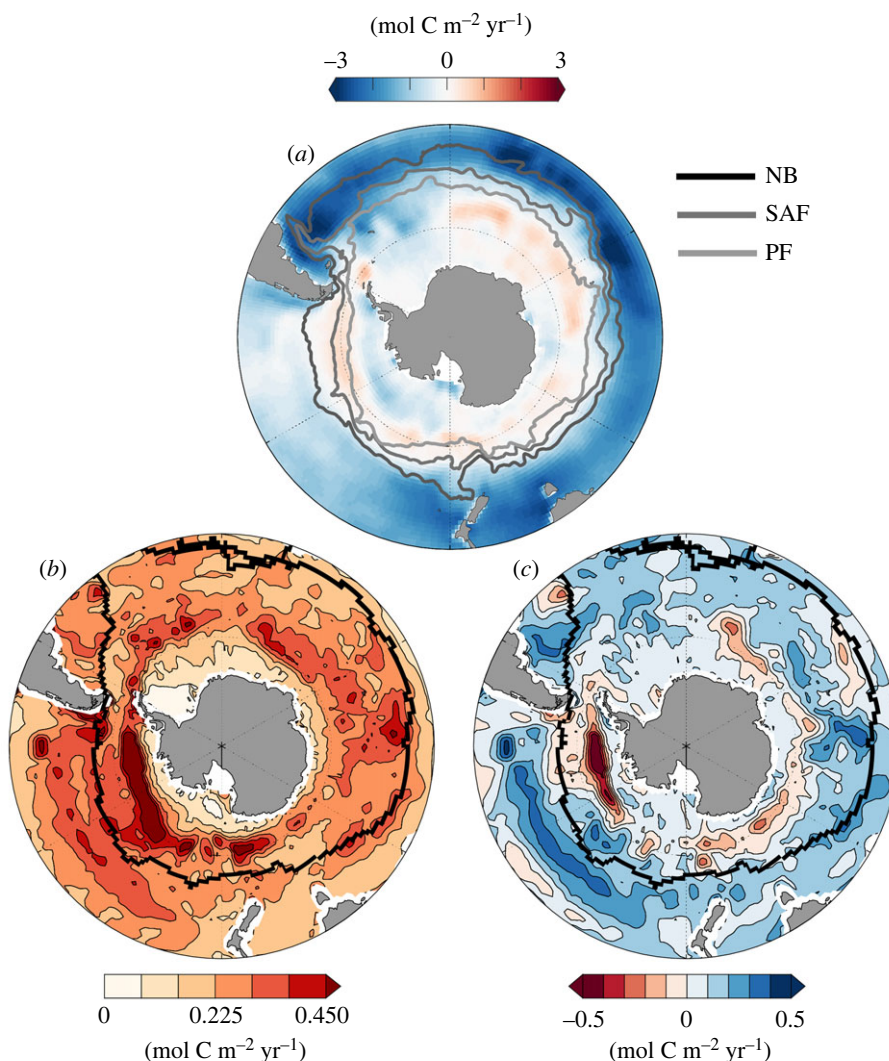 (mol C m⁻² yr⁻¹)
−3 0 3
(a)
NB
SAF
PF
(b)
(c)
0 0.225 0.450
(mol C m⁻² yr⁻¹)
−0.5 0 0.5
(mol C m⁻² yr⁻¹)